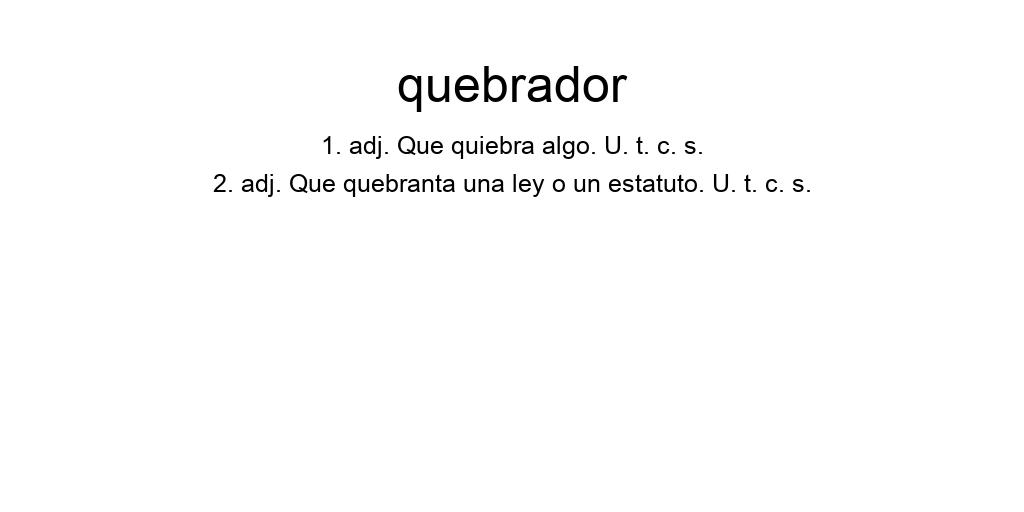 quebrador
1. adj. Que quiebra algo. U. t. c. s.
2. adj. Que quebranta una ley o un estatuto. U. t. c. s.